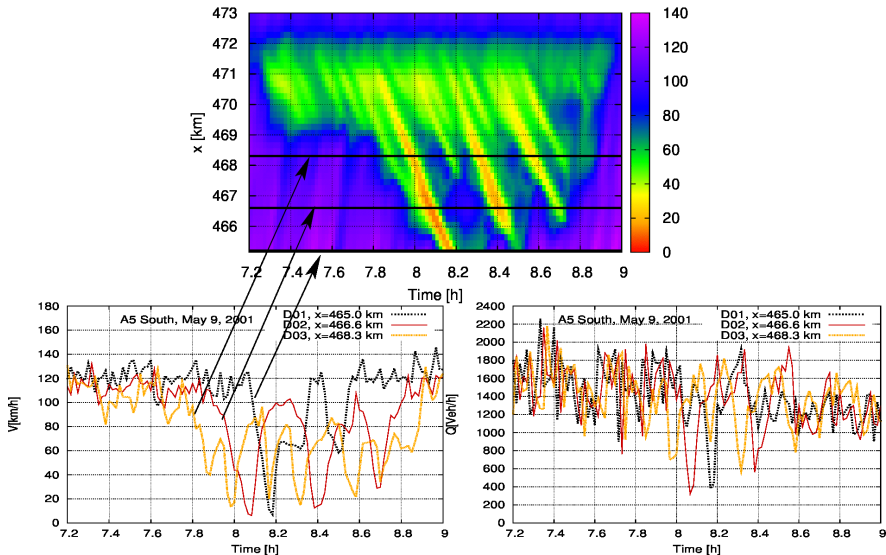 473
472
471
470
469
468
467
466
x [km]
7.2 7.4 7.6 7.8 8 8.2 8.4 8.6 8.8 9
Time [h]
140
120
100
80
60
40
20
0
180
160
140
120
100
80
60
40
20
0
V[km/h]
A5 South, May 9, 2001
D01, x=465.0 km
D02, x=466.6 km
D03, x=468.3 km
7.2 7.4 7.6 7.8 8 8.2 8.4 8.6 8.8 9
Time [h]
2400
2200
2000
1800
1600
1400
1200
1000
800
600
400
200
0
Q[Veh/h]
A5 South, May 9, 2001
D01, x=465.0 km
D02, x=466.6 km
D03, x=468.3 km
7.2 7.4 7.6 7.8 8 8.2 8.4 8.6 8.8 9
Time [h]